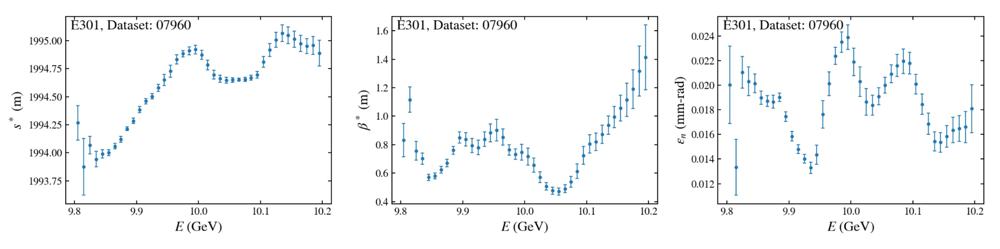 E301, Dataset: 07960
1995.00
1994.75
1994.50
1994.25
1994.00
1993.75
s* (m)
9.8 9.9 10.0 10.1 10.2
E (GeV)
E301, Dataset: 07960
1.6
1.4
1.2
1.0
0.8
0.6
0.4
β* (m)
9.8 9.9 10.0 10.1 10.2
E (GeV)
E301, Dataset: 07960
0.024
0.022
0.020
0.018
0.016
0.014
0.012
εn (mm-rad)
9.8 9.9 10.0 10.1 10.2
E (GeV)